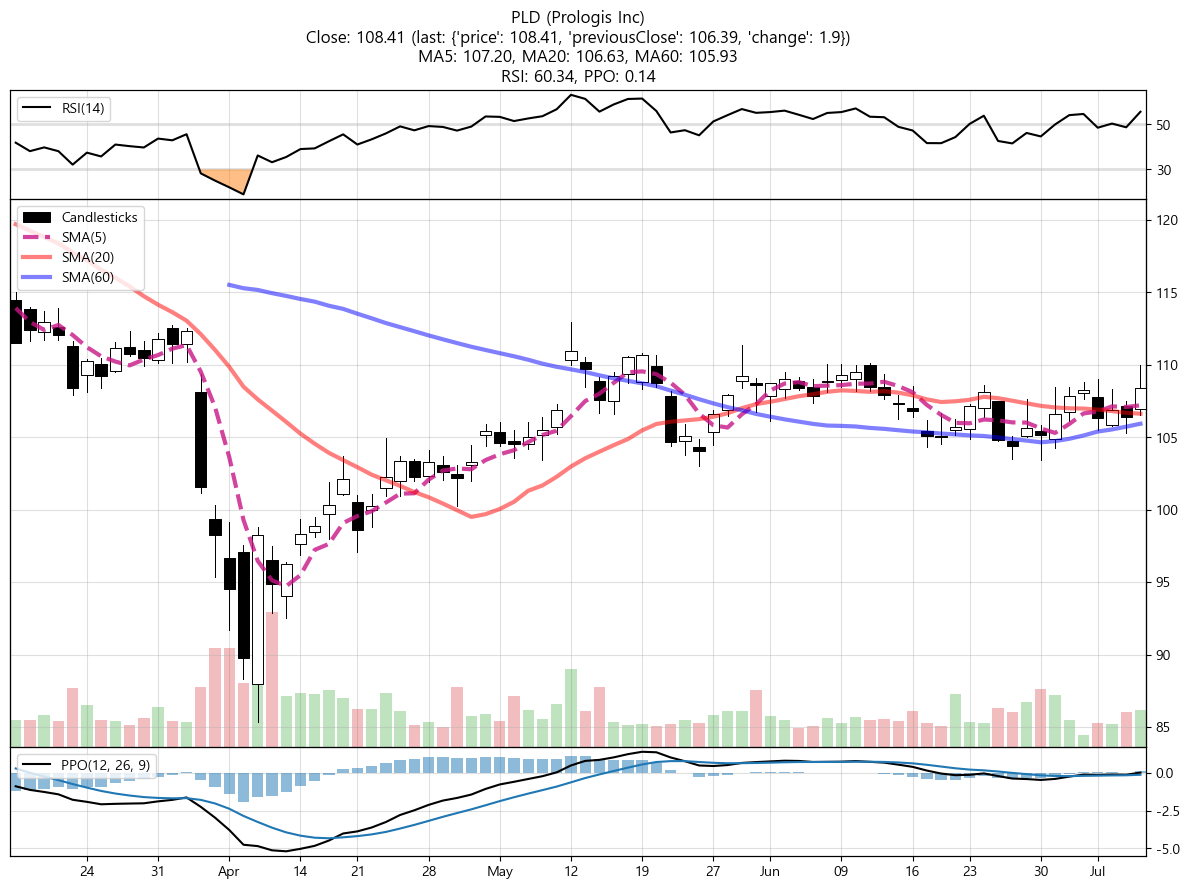 PLD (Prologis Inc)
Close: 108.41 (last: {'price': 108.41, 'previousClose': 106.39, 'change': 1.9})
MA5: 107.20, MA20: 106.63, MA60: 105.93
RSI: 60.34, PPO: 0.14
RSI(14)
50
30
Candlesticks
SMA(5)
SMA(20)
SMA(60)
120
115
110
105
100
95
90
85
PPO(12, 26, 9)
0.0
-2.5
-5.0
24 31 Apr 14 21 28 May 12 19 27 Jun 09 16 23 30 Jul